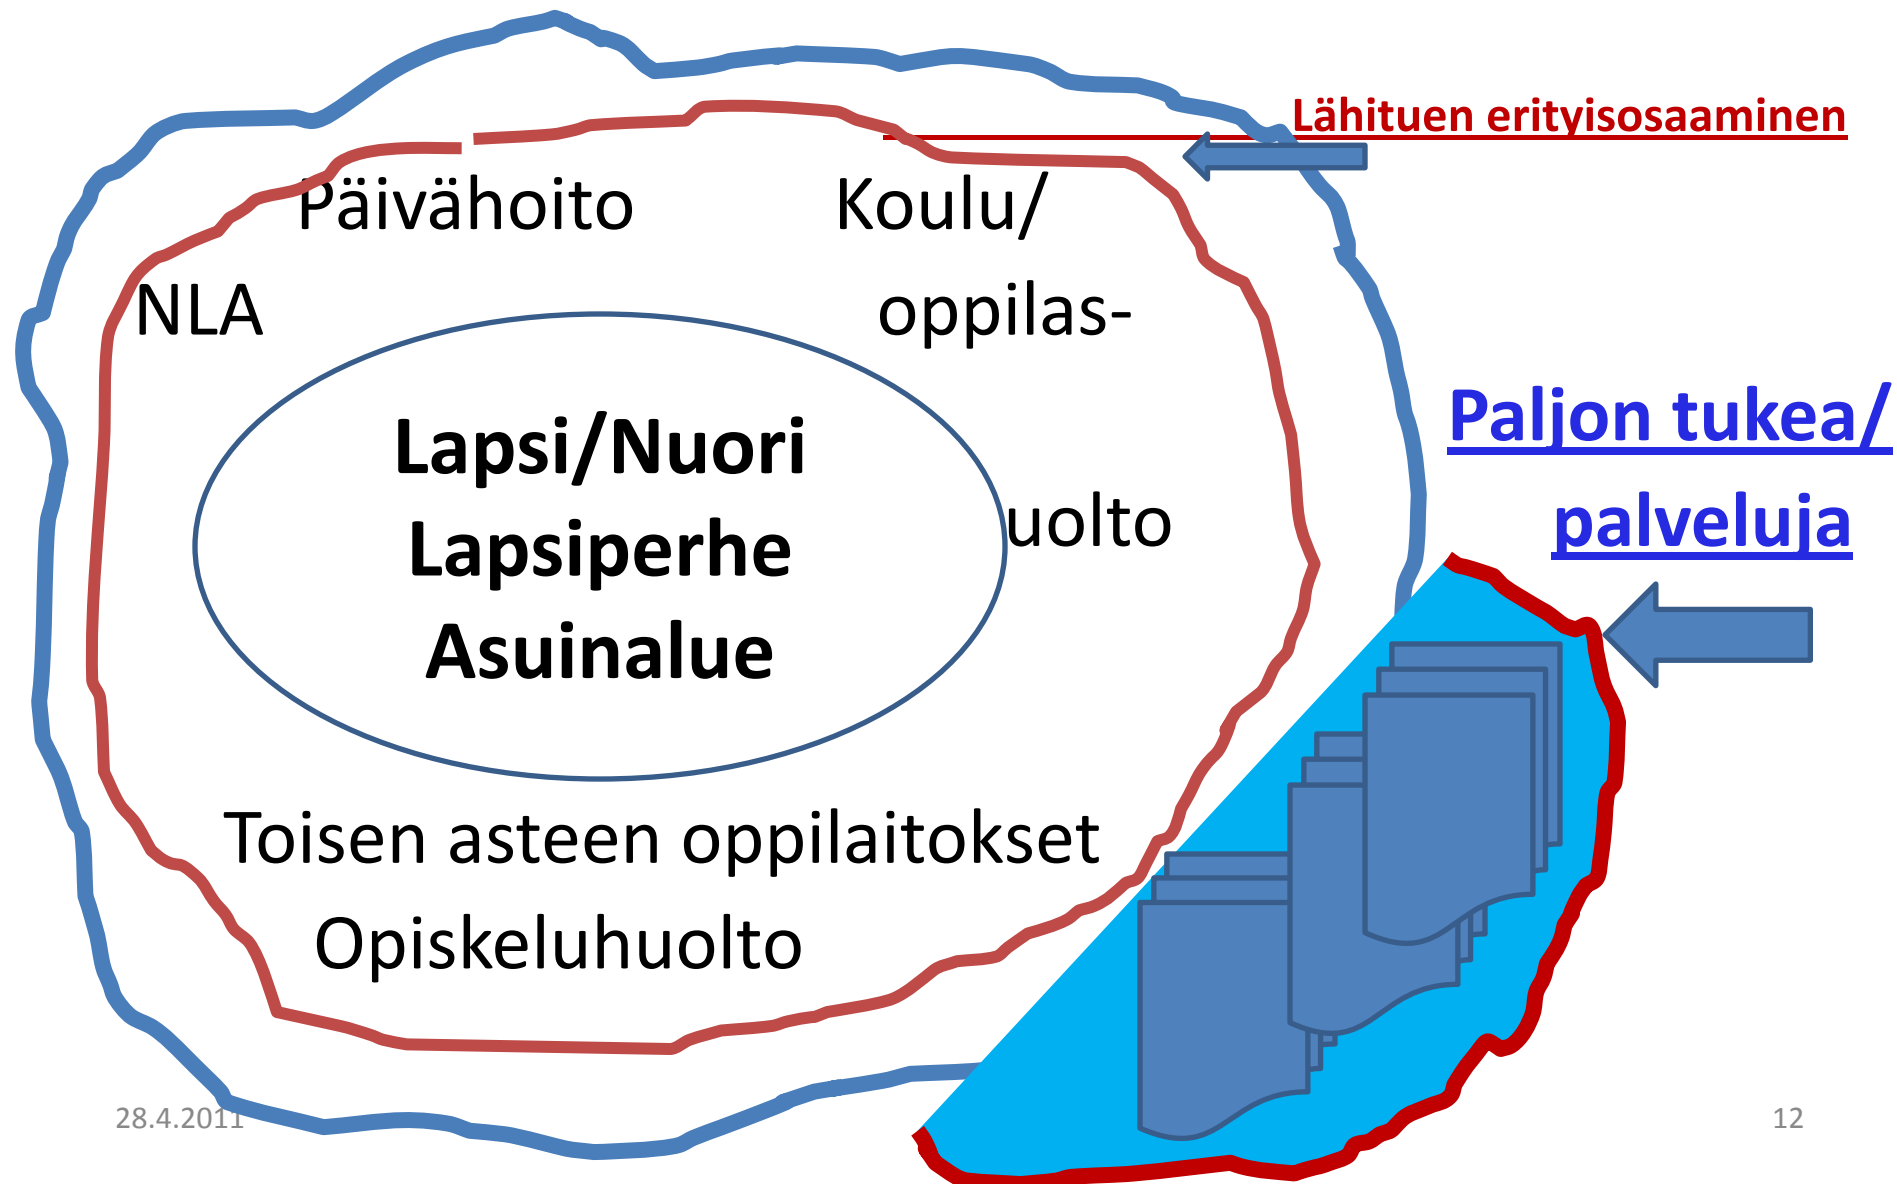 Lähituen erityisosaaminen
Päivähoito
Koulu/
NLA
oppilas-
Paljon tukea/
palveluja
Lapsi/Nuori
Lapsiperhe
Asuinalue
uolto
Toisen asteen oppilaitokset
Opiskeluhuolto
28.4.2011
12